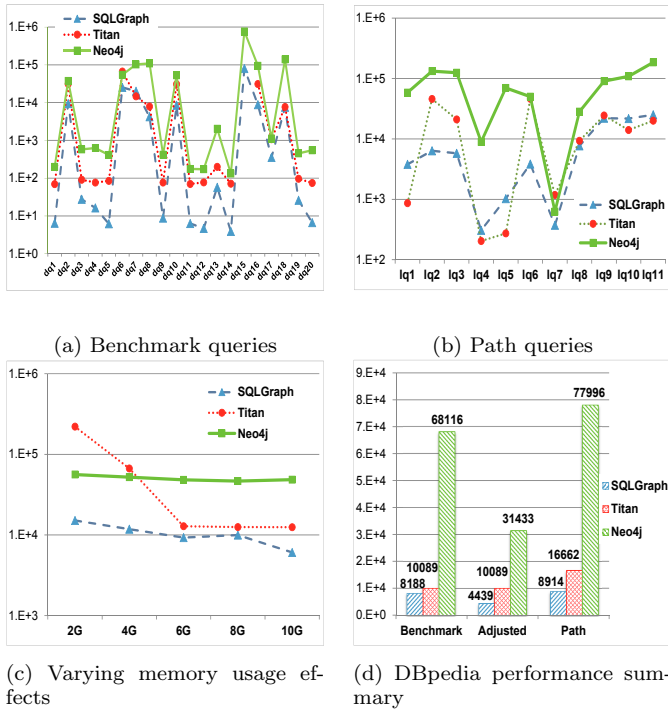 1.E+6
1.E+5
1.E+4
1.E+3
1.E+2
1.E+1
1.E+0
SQLGraph
Titan
Neo4j
dq1 dq2 dq3 dq4 dq5 dq6 dq7 dq8 dq9 dq10 dq11 dq12 dq13 dq14 dq15 dq16 dq17 dq18 dq19 dq20
(a) Benchmark queries
1.E+6
1.E+5
1.E+4
1.E+3
1.E+2
SQLGraph
Titan
Neo4j
lq1 lq2 lq3 lq4 lq5 lq6 lq7 lq8 lq9 lq10 lq11
(b) Path queries
1.E+6
1.E+5
1.E+4
1.E+3
SQLGraph
Titan
Neo4j
2G 4G 6G 8G 10G
(c) Varying memory usage ef-
fects
9.E+4
8.E+4
7.E+4
6.E+4
5.E+4
4.E+4
3.E+4
2.E+4
1.E+4
0.E+0
68116
10089
8188
31433
10089
4439
77996
16662
8914
SQLGraph
Titan
Neo4j
Benchmark Adjusted Path
(d) DBpedia performance sum-
mary